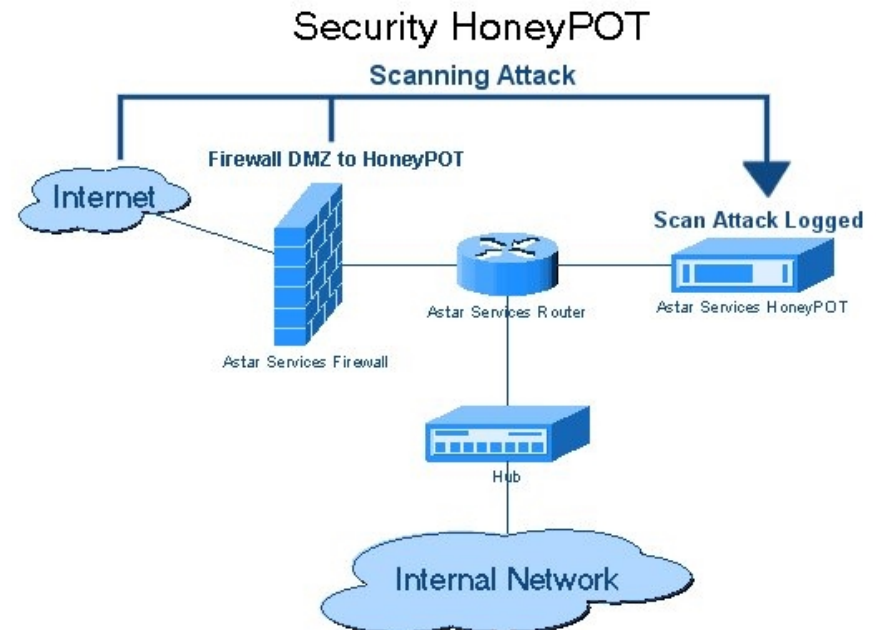 Security HoneyPOT
Scanning Attack
Firewall DMZ to HoneyPOT
Internet
Scan Attack Logged
Astar Services Router
Astar Services HoneyPOT
Astar Services Firewall
Hub
Internal Network